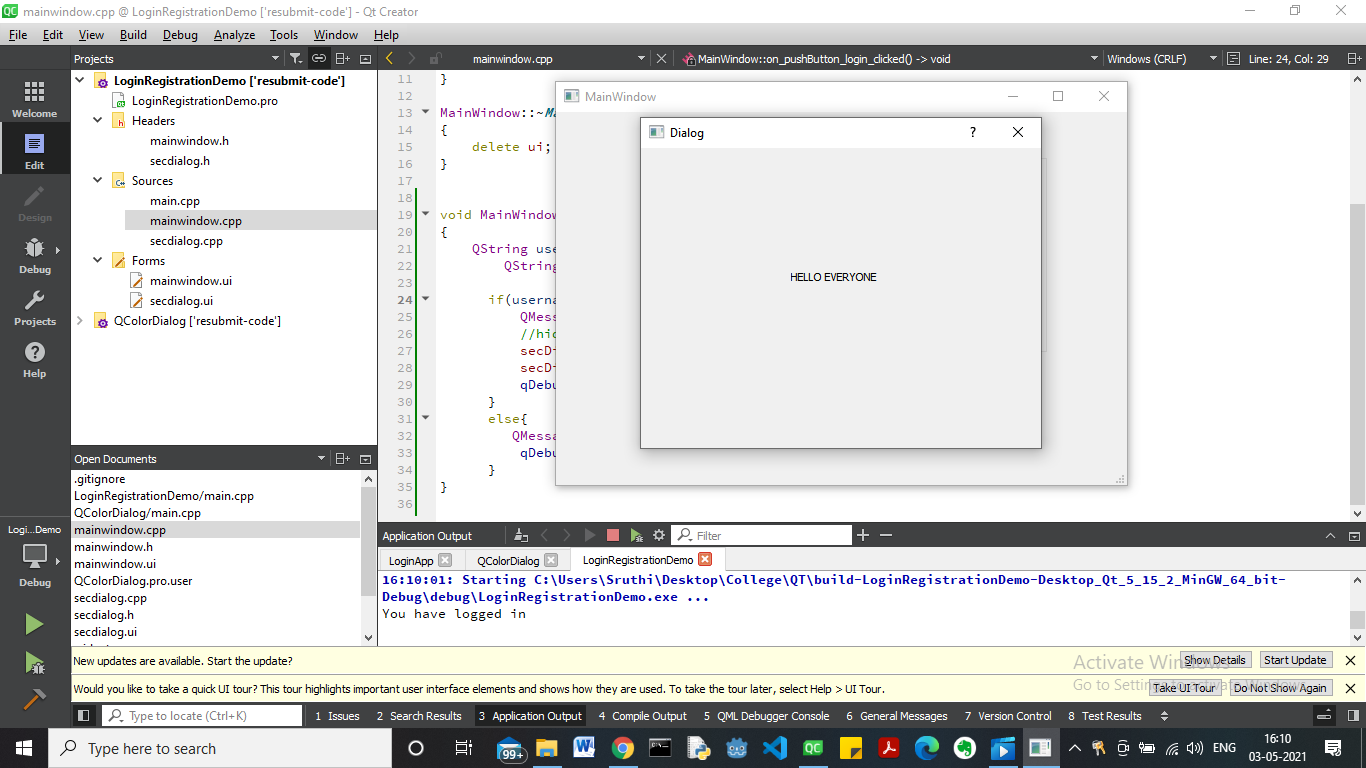 mainwindow.cpp @ LoginRegistrationDemo ['resubmit-code'] - Qt Creator
File Edit View Build Debug Analyze Tools Window Help
Projects
mainwindow.cpp
MainWindow::on_pushButton_login_clicked() -> void
Windows (CRLF)
Line: 24, Col: 29
Welcome
Edit
Design
Debug
Projects
Help
LoginRegistrationDemo ['resubmit-code']
LoginRegistrationDemo.pro
Headers
mainwindow.h
secdialog.h
Sources
main.cpp
mainwindow.cpp
secdialog.cpp
Forms
mainwindow.ui
secdialog.ui
QColorDialog ['resubmit-code']
11 }
12
13 MainWindow::~Ma
14 {
15 delete ui;
16 }
17
18
19 void MainWindow
20 {
21 QString use
22 QString
23
24 if(userna
25 QMess
26 //hid
27 secDi
28 secDi
29 qDebu
30 }
31 else{
32 QMessa
33 qDebu
34 }
35 }
36
MainWindow
Dialog
?
HELLO EVERYONE
Open Documents
.gitignore
LoginRegistrationDemo/main.cpp
QColorDialog/main.cpp
mainwindow.cpp
mainwindow.h
mainwindow.ui
QColorDialog.pro.user
secdialog.cpp
secdialog.h
secdialog.ui
Logi...Demo
Debug
Application Output
Filter
LoginApp
QColorDialog
LoginRegistrationDemo
16:10:01: Starting C:\Users\Sruthi\Desktop\College\QT\build-LoginRegistrationDemo-Desktop_Qt_5_15_2_MinGW_64_bit-
Debug\debug\LoginRegistrationDemo.exe ...
You have logged in
New updates are available. Start the update?
Show Details
Start Update
Activate Windows
Would you like to take a quick UI tour? This tour highlights important user interface elements and shows how they are used. To take the tour later, select Help > UI Tour.
Take UI Tour
Do Not Show Again
Type to locate (Ctrl+K)
1 Issues
2 Search Results
3 Application Output
4 Compile Output
5 QML Debugger Console
6 General Messages
7 Version Control
8 Test Results
Type here to search
99+
ENG
16:10
03-05-2021